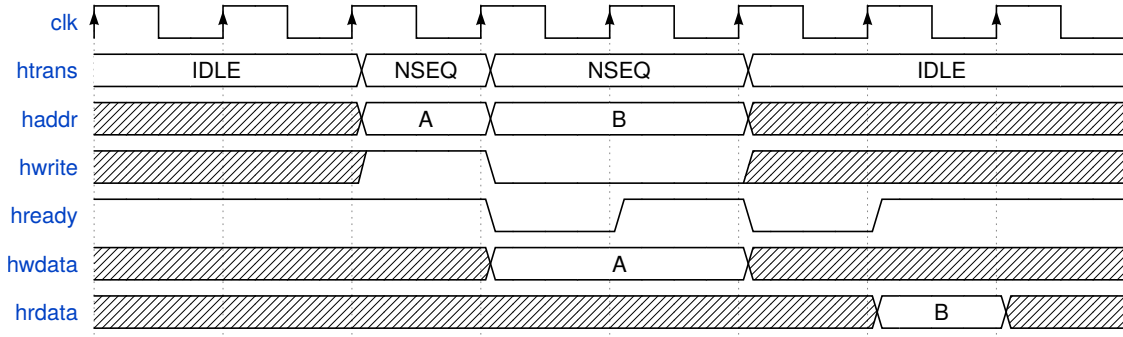 clk
htrans IDLE NSEQ NSEQ IDLE
haddr A B
hwrite
hready
hwdata A
hrdata B